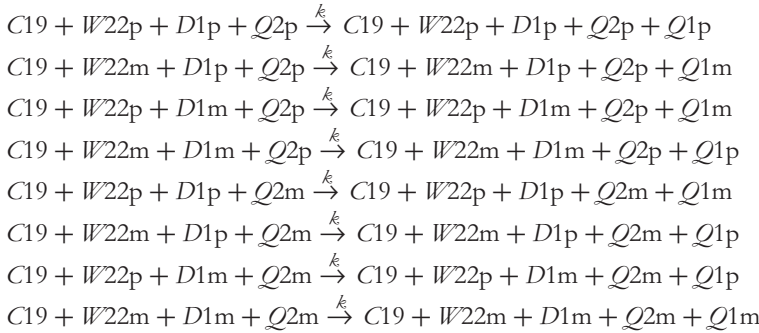 C19 + W22p + D1p + Q2p →k C19 + W22p + D1p + Q2p + Q1p
C19 + W22m + D1p + Q2p →k C19 + W22m + D1p + Q2p + Q1m
C19 + W22p + D1m + Q2p →k C19 + W22p + D1m + Q2p + Q1m
C19 + W22m + D1m + Q2p →k C19 + W22m + D1m + Q2p + Q1p
C19 + W22p + D1p + Q2m →k C19 + W22p + D1p + Q2m + Q1m
C19 + W22m + D1p + Q2m →k C19 + W22m + D1p + Q2m + Q1p
C19 + W22p + D1m + Q2m →k C19 + W22p + D1m + Q2m + Q1p
C19 + W22m + D1m + Q2m →k C19 + W22m + D1m + Q2m + Q1m